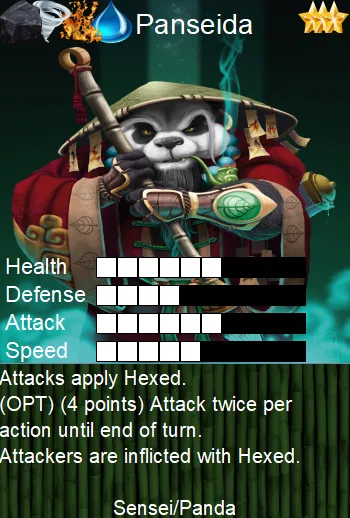 Panseida
Health
Defense
Attack
Speed
Attacks apply Hexed.
(OPT) (4 points) Attack twice per
action until end of turn.
Attackers are inflicted with Hexed.
Sensei/Panda